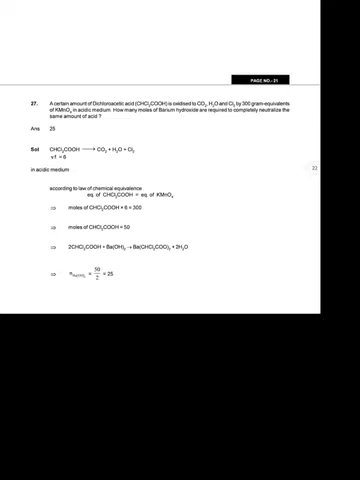 PAGE NO.- 21
27. A certain amount of Dichloroacetic acid (CHCl₂COOH) is oxidised to CO₂, H₂O and Cl₂ by 300 gram-equivalents
of KMnO₄ in acidic medium. How many moles of Barium hydroxide are required to completely neutralize the
same amount of acid ?
Ans 25
Sol CHCl₂COOH ⟶ CO₂ + H₂O + Cl₂
v.f. = 6
in acidic medium
according to law of chemical equivalence
eq. of CHCl₂COOH = eq. of KMnO₄
⇒ moles of CHCl₂COOH × 6 = 300
⇒ moles of CHCl₂COOH = 50
⇒ 2CHCl₂COOH + Ba(OH)₂ → Ba(CHCl₂COO)₂ + 2H₂O
⇒ n_Ba(OH)₂ = 50/2 = 25
22